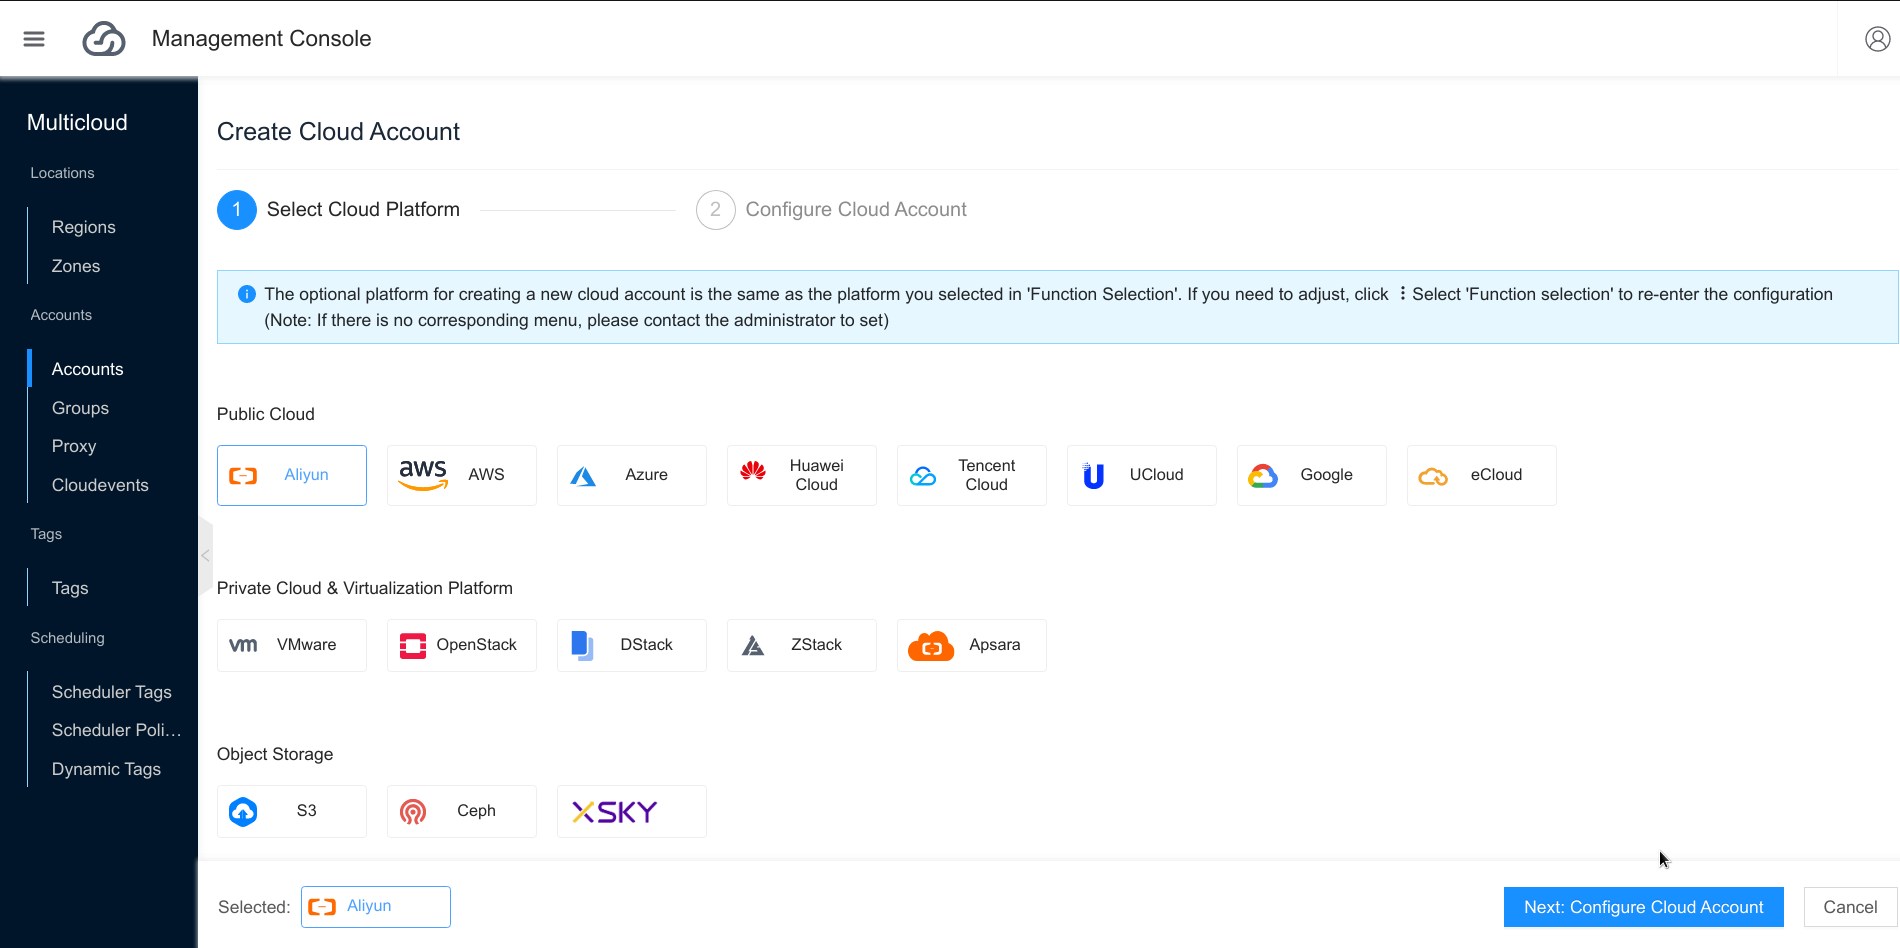 Management Console
Multicloud
Locations
Regions
Zones
Accounts
Accounts
Groups
Proxy
Cloudevents
Tags
Tags
Scheduling
Scheduler Tags
Scheduler Poli...
Dynamic Tags
Create Cloud Account
1 Select Cloud Platform
2 Configure Cloud Account
The optional platform for creating a new cloud account is the same as the platform you selected in 'Function Selection'. If you need to adjust, click ⋮ Select 'Function selection' to re-enter the configuration
(Note: If there is no corresponding menu, please contact the administrator to set)
Public Cloud
Aliyun
aws AWS
Azure
Huawei
Cloud
Tencent
Cloud
UCloud
Google
eCloud
Private Cloud & Virtualization Platform
vm VMware
OpenStack
DStack
ZStack
Apsara
Object Storage
S3
Ceph
XSKY
Selected: Aliyun
Next: Configure Cloud Account
Cancel